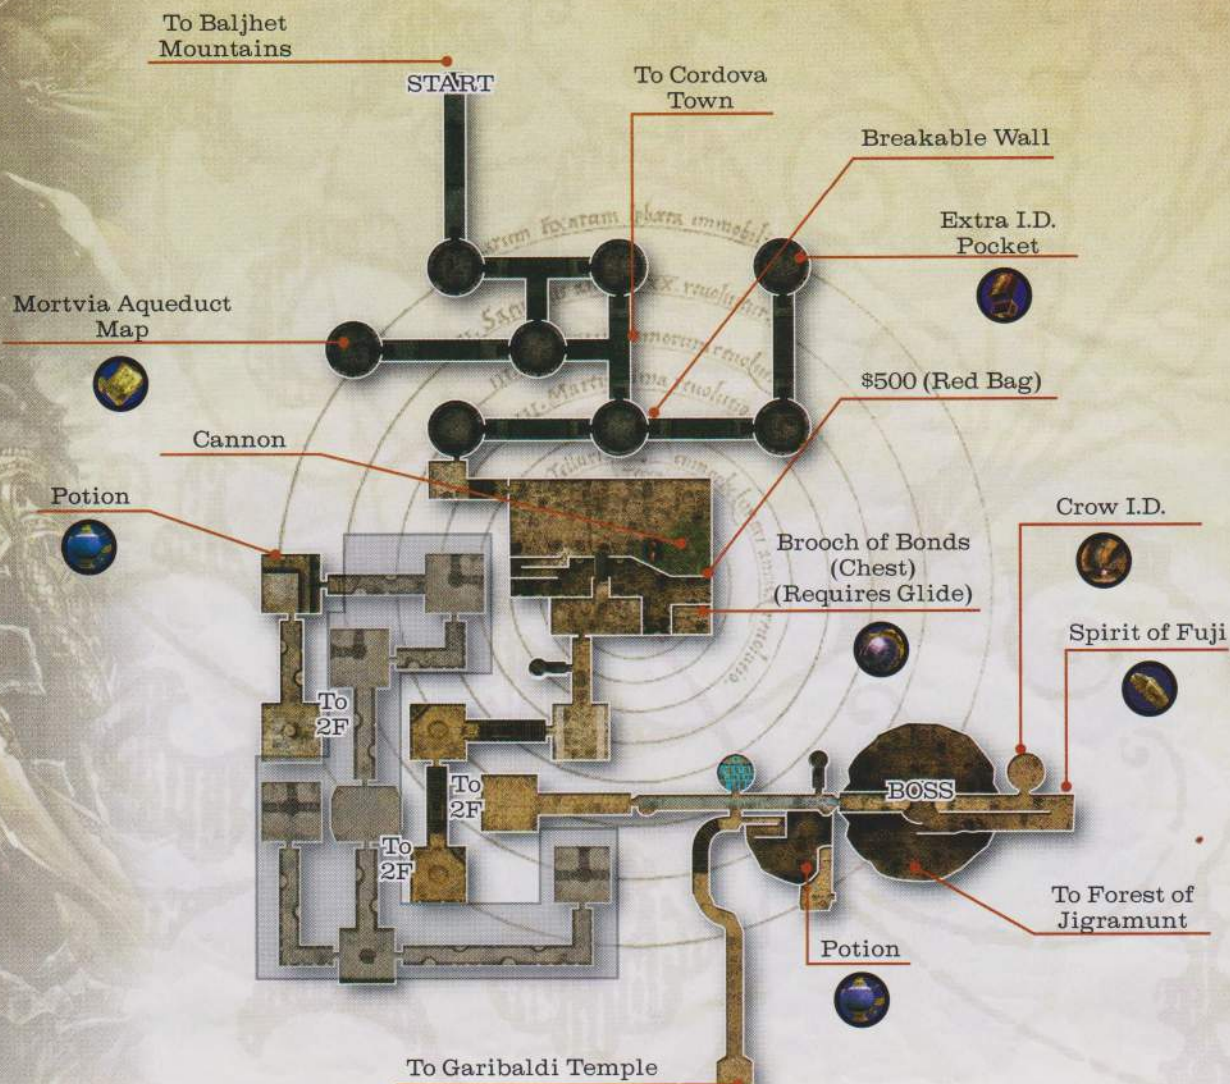 To Baljhet
Mountains
START
To Cordova
Town
Breakable Wall
Extra I.D.
Pocket
Mortvia Aqueduct
Map
$500 (Red Bag)
Cannon
Potion
Crow I.D.
Brooch of Bonds
(Chest)
(Requires Glide)
Spirit of Fuji
To
2F
To
2F
BOSS
To
2F
To Forest of
Jigramunt
Potion
To Garibaldi Temple